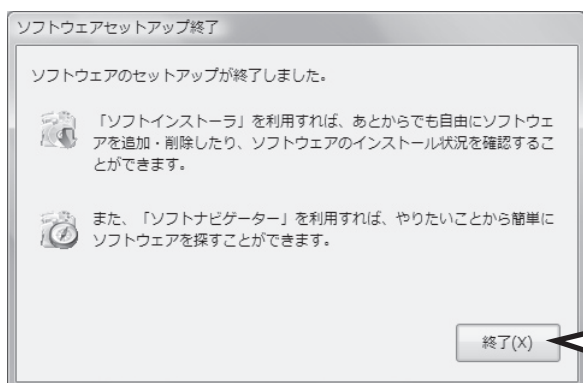 ソフトウェアセットアップ終了
ソフトウェアのセットアップが終了しました。
「ソフトインストーラ」を利用すれば、あとからでも自由にソフトウェ
アを追加・削除したり、ソフトウェアのインストール状況を確認するこ
とができます。
また、「ソフトナビゲーター」を利用すれば、やりたいことから簡単に
ソフトウェアを探すことができます。
終了(X)